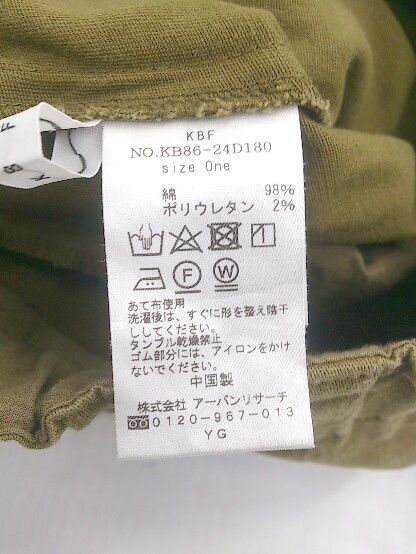 KBF
NO.KB86-24D180
size One
綿 98%
ポリウレタン 2%
F
W
あて布使用
洗濯後は、すぐに形を整え陰干
ししてください。
タンブル乾燥禁止
ゴム部分には、アイロンをかけ
ないでください。
中国製
株式会社 アーバンリサーチ
0120-967-013
YG